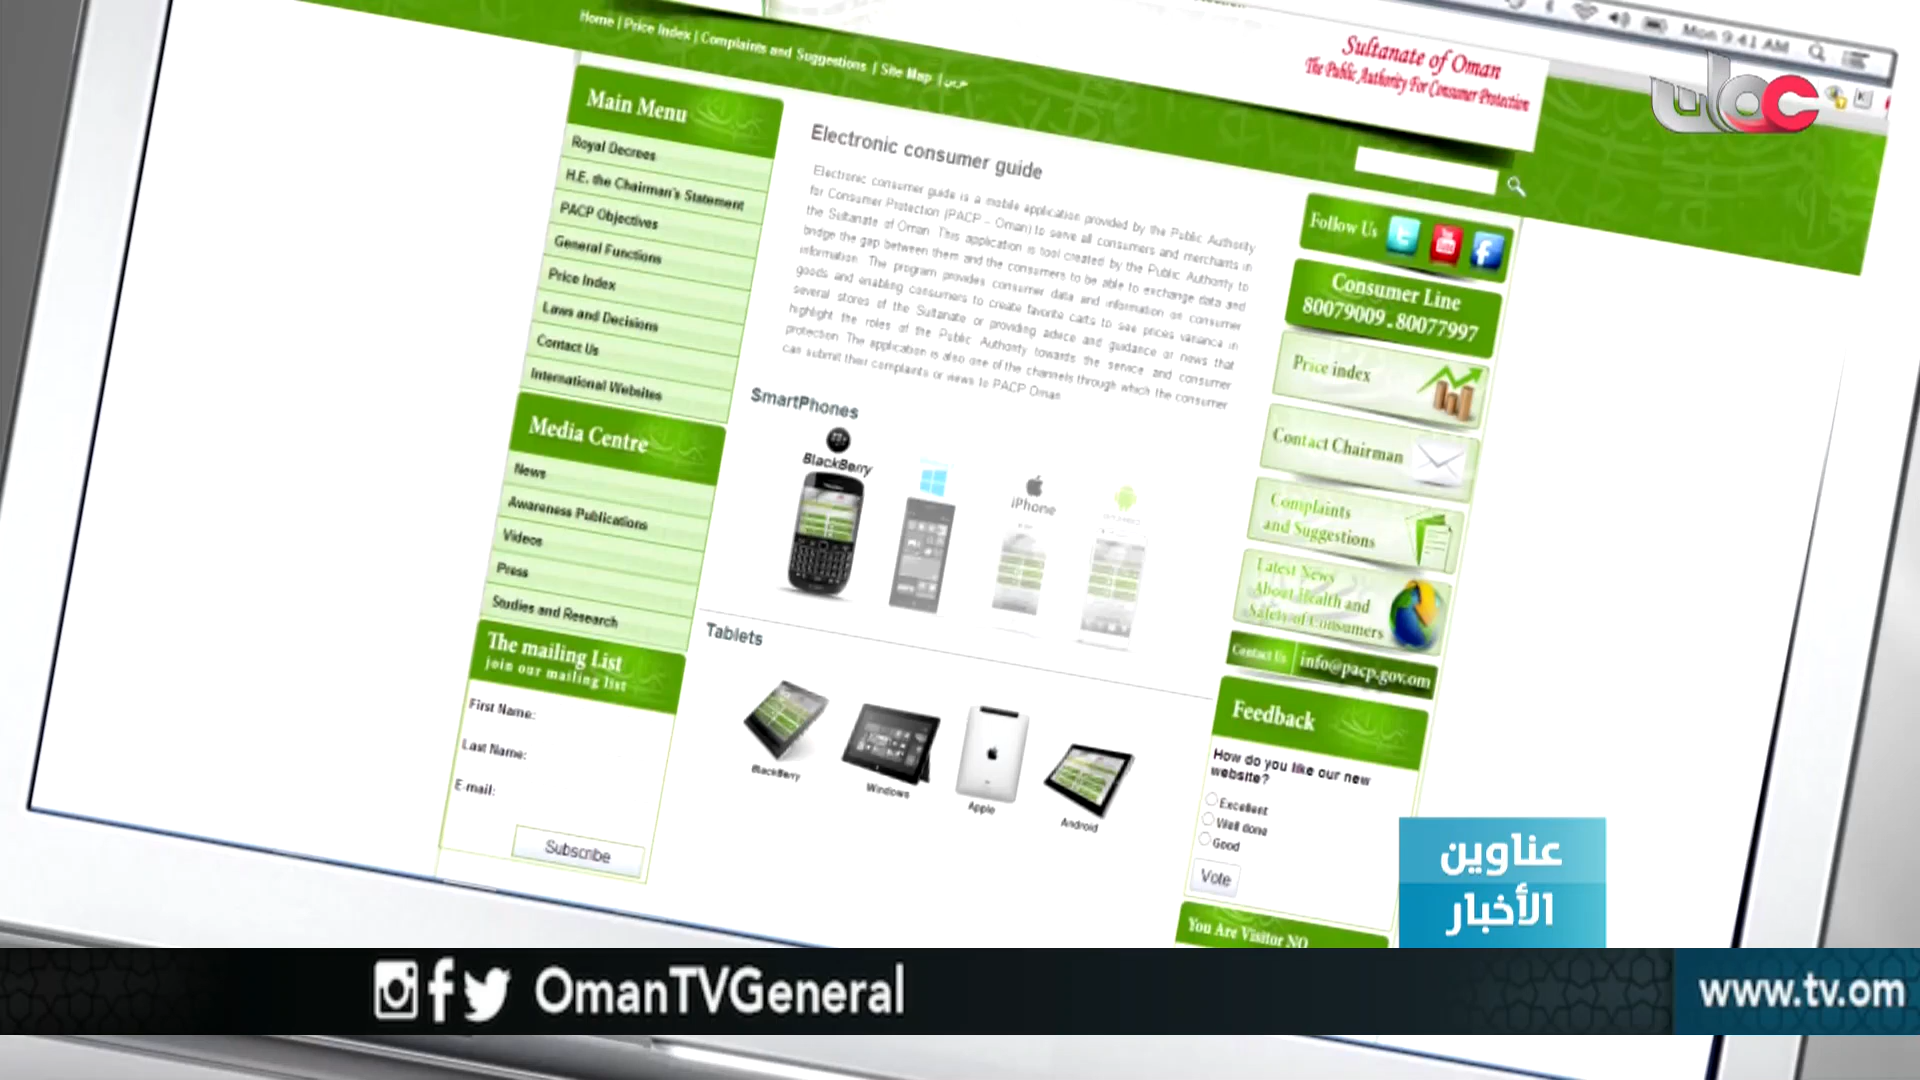 Mon 9:41 AM
Home | Price Index | Complaints and Suggestions | Site Map | عربي
Sultanate of Oman
The Public Authority For Consumer Protection
عمان
Main Menu
Royal Decrees
H.E. the Chairman's Statement
PACP Objectives
General Functions
Price Index
Laws and Decisions
Contact Us
International Websites
Media Centre
News
Awareness Publications
Videos
Press
Studies and Research
The mailing List
join our mailing list
First Name:
Last Name:
E-mail:
Subscribe
Electronic consumer guide
Electronic consumer guide is a mobile application provided by the Public Authority
for Consumer Protection (PACP – Oman) to serve all consumers and merchants in
the Sultanate of Oman. This application is tool created by the Public Authority to
bridge the gap between them and the consumers to be able to exchange data and
information. The program provides consumer data and information on consumer
goods and enabling consumers to create favorite carts to see prices variance in
several stores of the Sultanate or providing advice and guidance or news that
highlight the roles of the Public Authority towards the service and consumer
protection. The application is also one of the channels through which the consumer
can submit their complaints or views to PACP Oman
SmartPhones
BlackBerry
iPhone
Tablets
BlackBerry
Windows
Apple
Android
Follow Us
Consumer Line
80079009 - 80077997
Price index
Contact Chairman
Complaints
and Suggestions
Latest News
About Health and
Safety of Consumers
Contact Us info@pacp.gov.om
Feedback
How do you like our new
website?
Excellent
Well done
Good
Vote
You Are Visitor NO
عناوين
الأخبار
OmanTVGeneral
www.tv.om